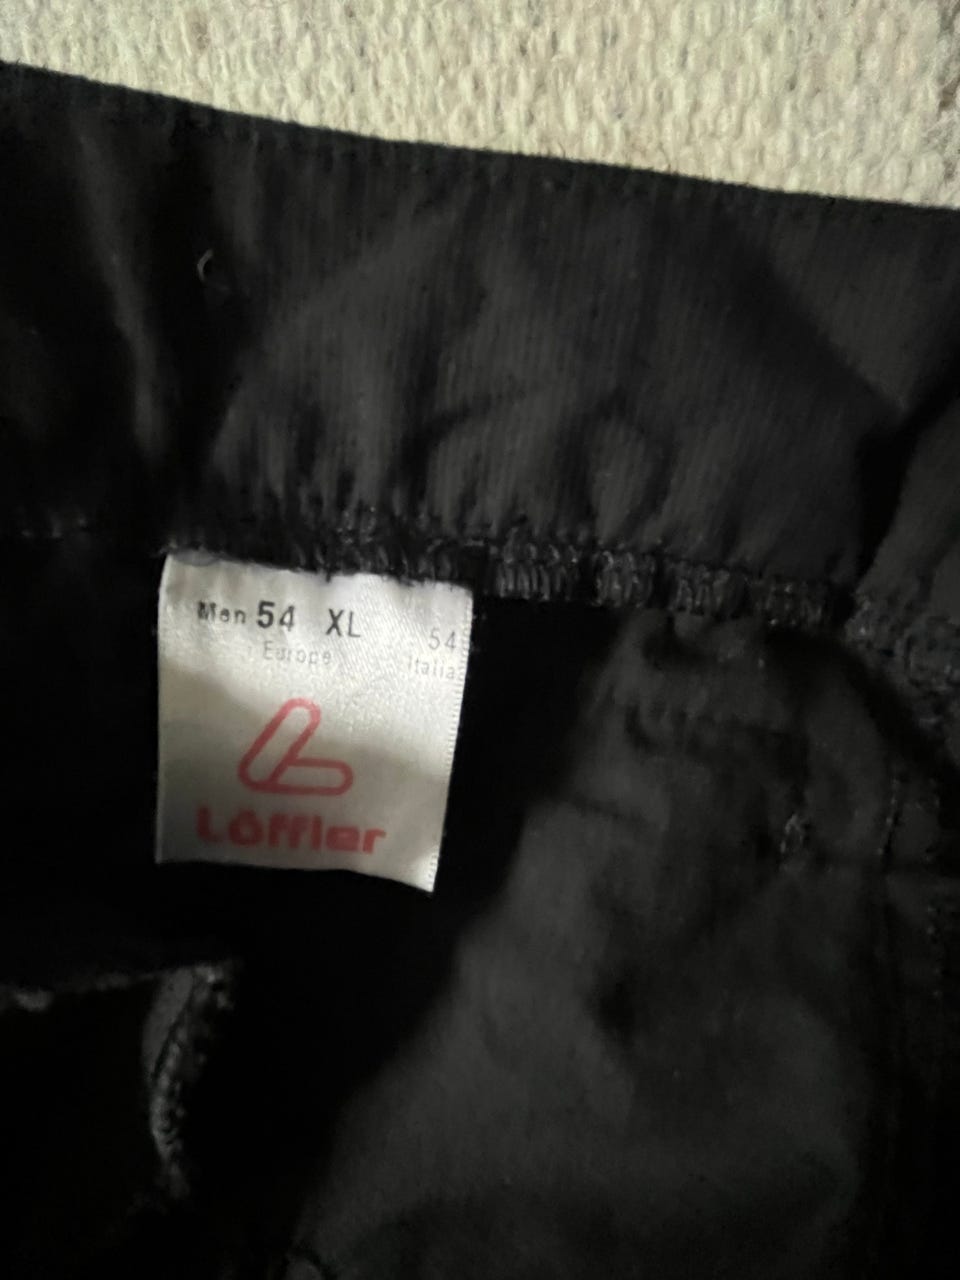 Men 54 XL 54
Europe Italia
Löffler